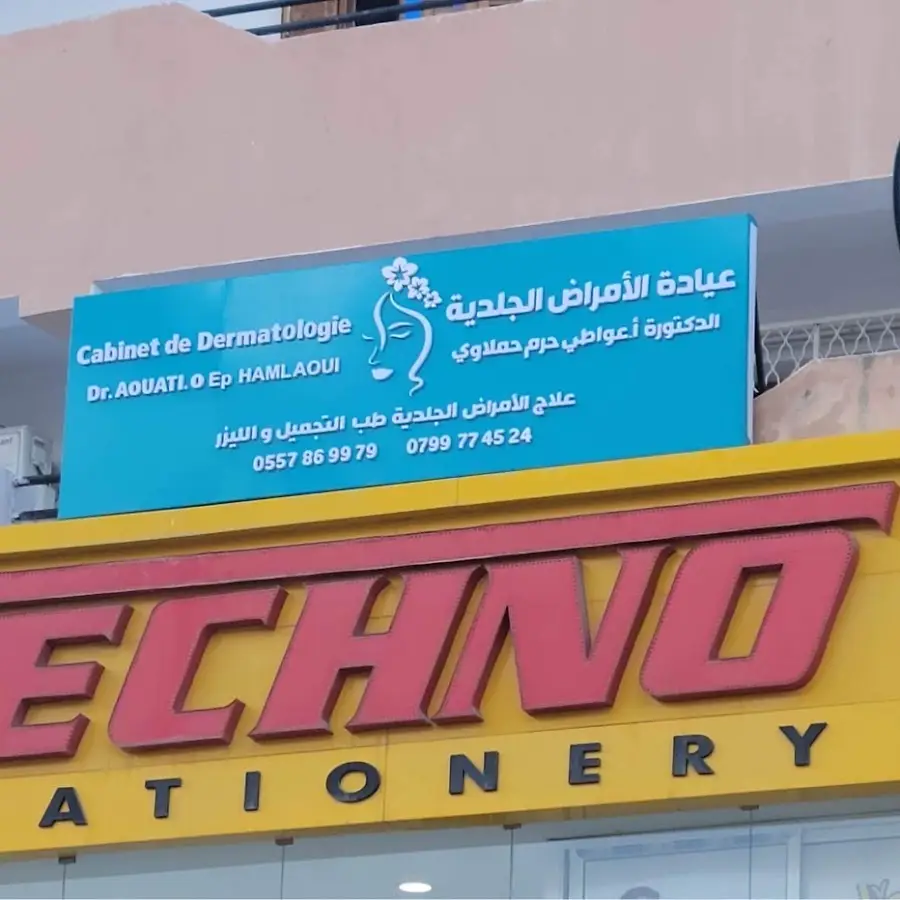 Cabinet de Dermatologie
Dr. AOUATI. O Ep HAMLAOUI
عيادة الأمراض الجلدية
الدكتورة أ.عواطي حرم حملاوي
علاج الأمراض الجلدية طب التجميل و الليزر
0557 86 99 79 0799 77 45 24
ECHNO
ATIONERY